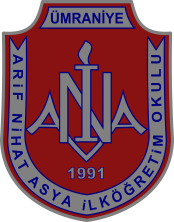 ÜMRANİYE
ARİF NİHAT ASYA İLKÖĞRETİM OKULU
ANA
1991